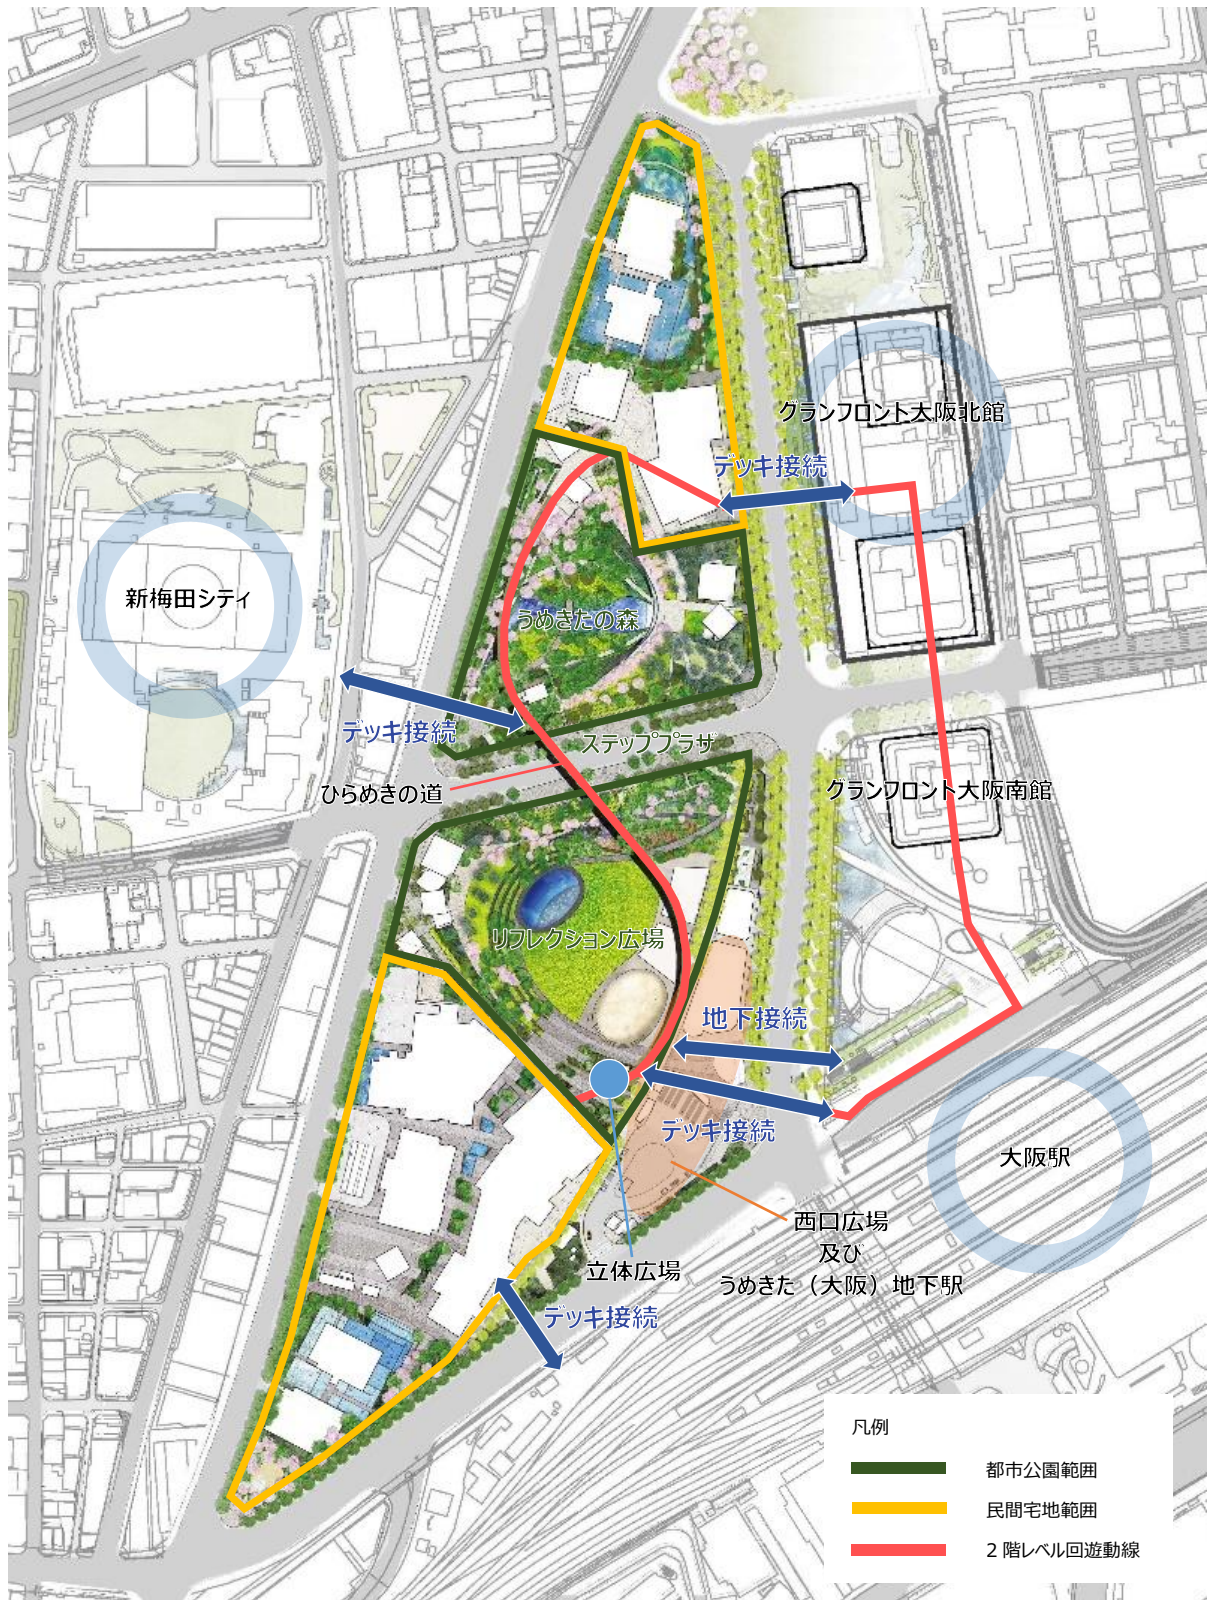 グランフロント大阪北館
デッキ接続
新梅田シティ
うめきたの森
デッキ接続
ステッププラザ
ひらめきの道
グランフロント大阪南館
リフレクション広場
地下接続
デッキ接続
大阪駅
西口広場
及び
うめきた（大阪）地下駅
立体広場
デッキ接続
凡例
都市公園範囲
民間宅地範囲
2階レベル回遊動線